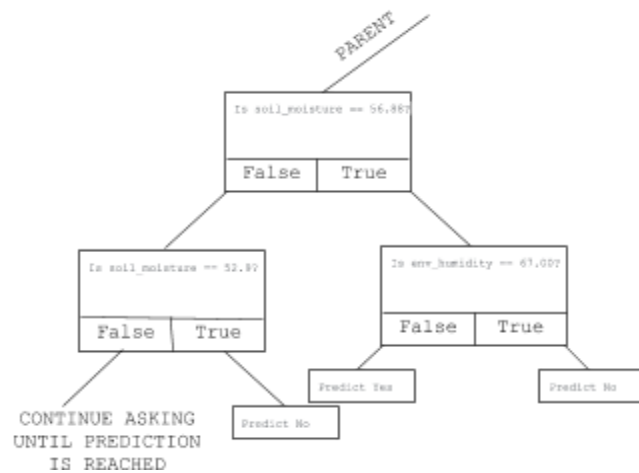 PARENT
Is soil_moisture == 56.88?
False True
Is soil_moisture == 52.8?
False True
Is env_humidity == 67.00?
False True
Predict Yes
Predict No
Predict No
CONTINUE ASKING
UNTIL PREDICTION
IS REACHED